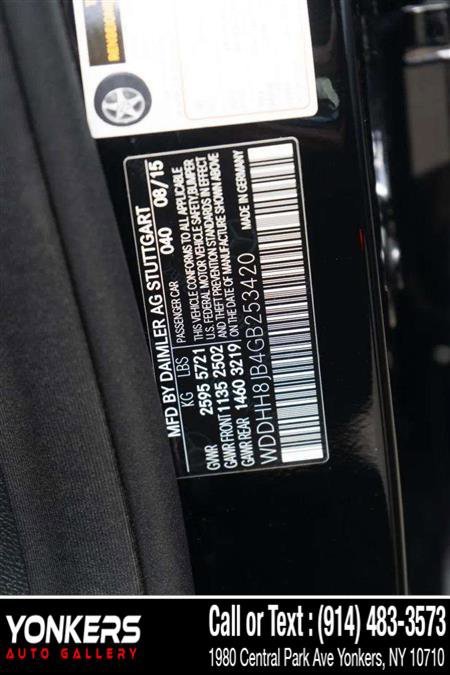 MFD BY DAIMLER AG STUTTGART
PASSENGER CAR 040 08/15
KG LBS THIS VEHICLE CONFORMS TO ALL APPLICABLE
GVWR 2595 5721 U.S. FEDERAL MOTOR VEHICLE SAFETY/BUMPER
GAWR FRONT 1135 2502 AND THEFT PREVENTION STANDARDS IN EFFECT
GAWR REAR 1460 3219 ON THE DATE OF MANUFACTURE SHOWN ABOVE
WDDHH8JB4GB253420
MADE IN GERMANY
YONKERS
AUTO GALLERY
Call or Text : (914) 483-3573
1980 Central Park Ave Yonkers, NY 10710